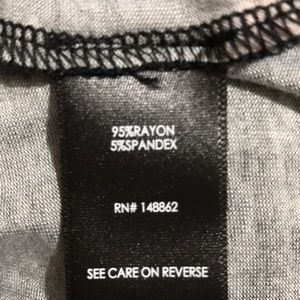 95%RAYON
5%SPANDEX
RN# 148862
SEE CARE ON REVERSE